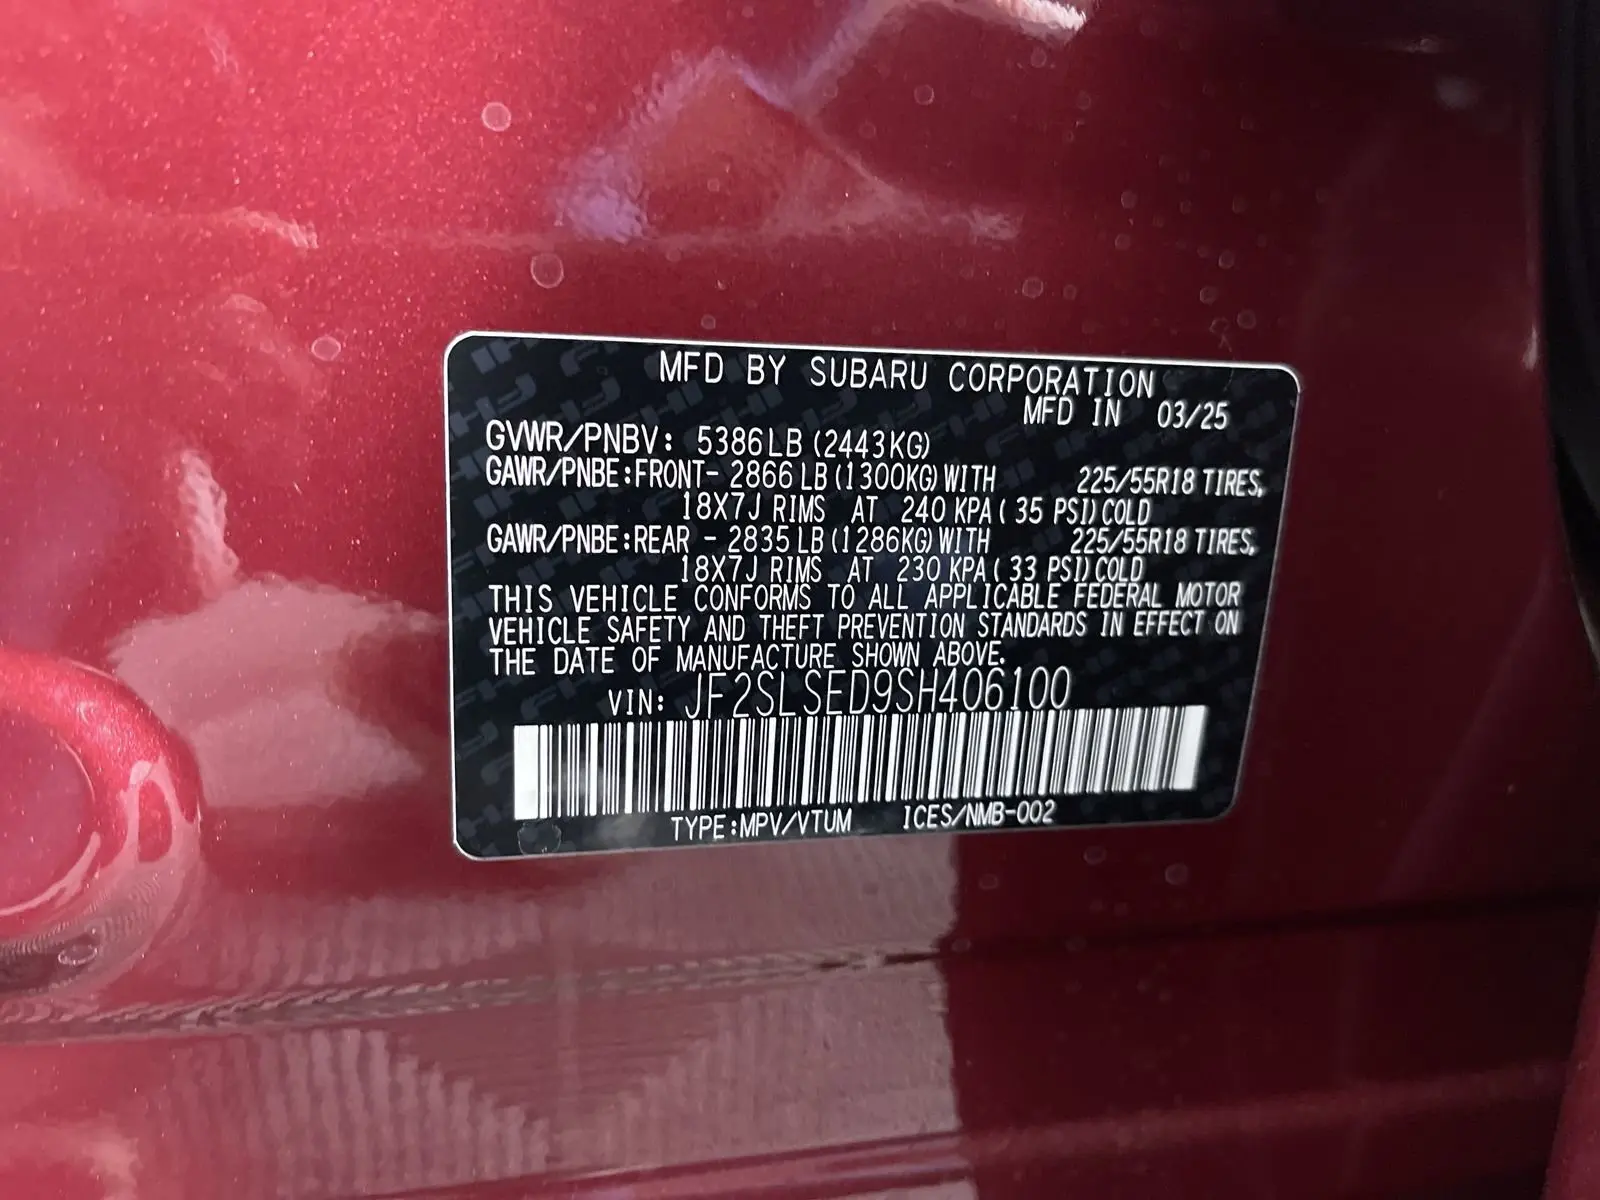 MFD BY SUBARU CORPORATION
MFD IN 03/25
GVWR/PNBV: 5386LB (2443KG)
GAWR/PNBE:FRONT- 2866 LB (1300KG) WITH 225/55R18 TIRES,
18X7J RIMS AT 240 KPA ( 35 PSI) COLD
GAWR/PNBE:REAR - 2835 LB (1286KG) WITH 225/55R18 TIRES,
18X7J RIMS AT 230 KPA ( 33 PSI) COLD
THIS VEHICLE CONFORMS TO ALL APPLICABLE FEDERAL MOTOR
VEHICLE SAFETY AND THEFT PREVENTION STANDARDS IN EFFECT ON
THE DATE OF MANUFACTURE SHOWN ABOVE.
VIN: JF2SLSED9SH406100
TYPE:MPV/VTUM ICES/NMB-002